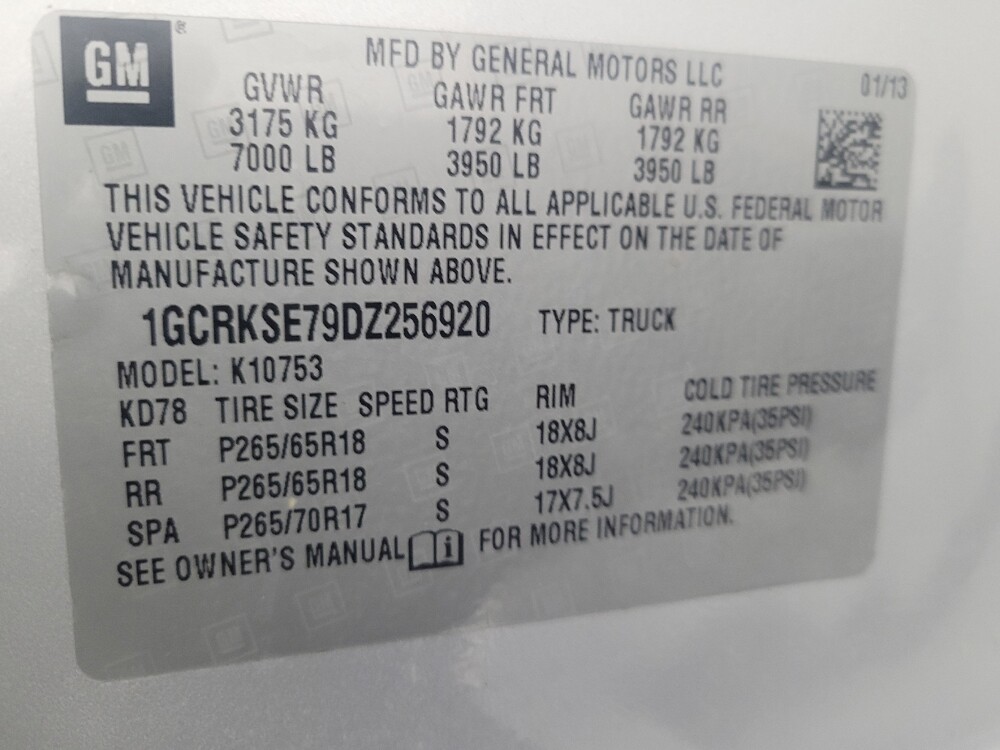 GM
MFD BY GENERAL MOTORS LLC 01/13
GVWR GAWR FRT GAWR RR
3175 KG 1792 KG 1792 KG
7000 LB 3950 LB 3950 LB
THIS VEHICLE CONFORMS TO ALL APPLICABLE U.S. FEDERAL MOTOR
VEHICLE SAFETY STANDARDS IN EFFECT ON THE DATE OF
MANUFACTURE SHOWN ABOVE.
1GCRKSE79DZ256920 TYPE: TRUCK
MODEL: K10753
KD78 TIRE SIZE SPEED RTG RIM COLD TIRE PRESSURE
FRT P265/65R18 S 18X8J 240KPA(35PSI)
RR P265/65R18 S 18X8J 240KPA(35PSI)
SPA P265/70R17 S 17X7.5J 240KPA(35PSI)
SEE OWNER'S MANUAL i FOR MORE INFORMATION.